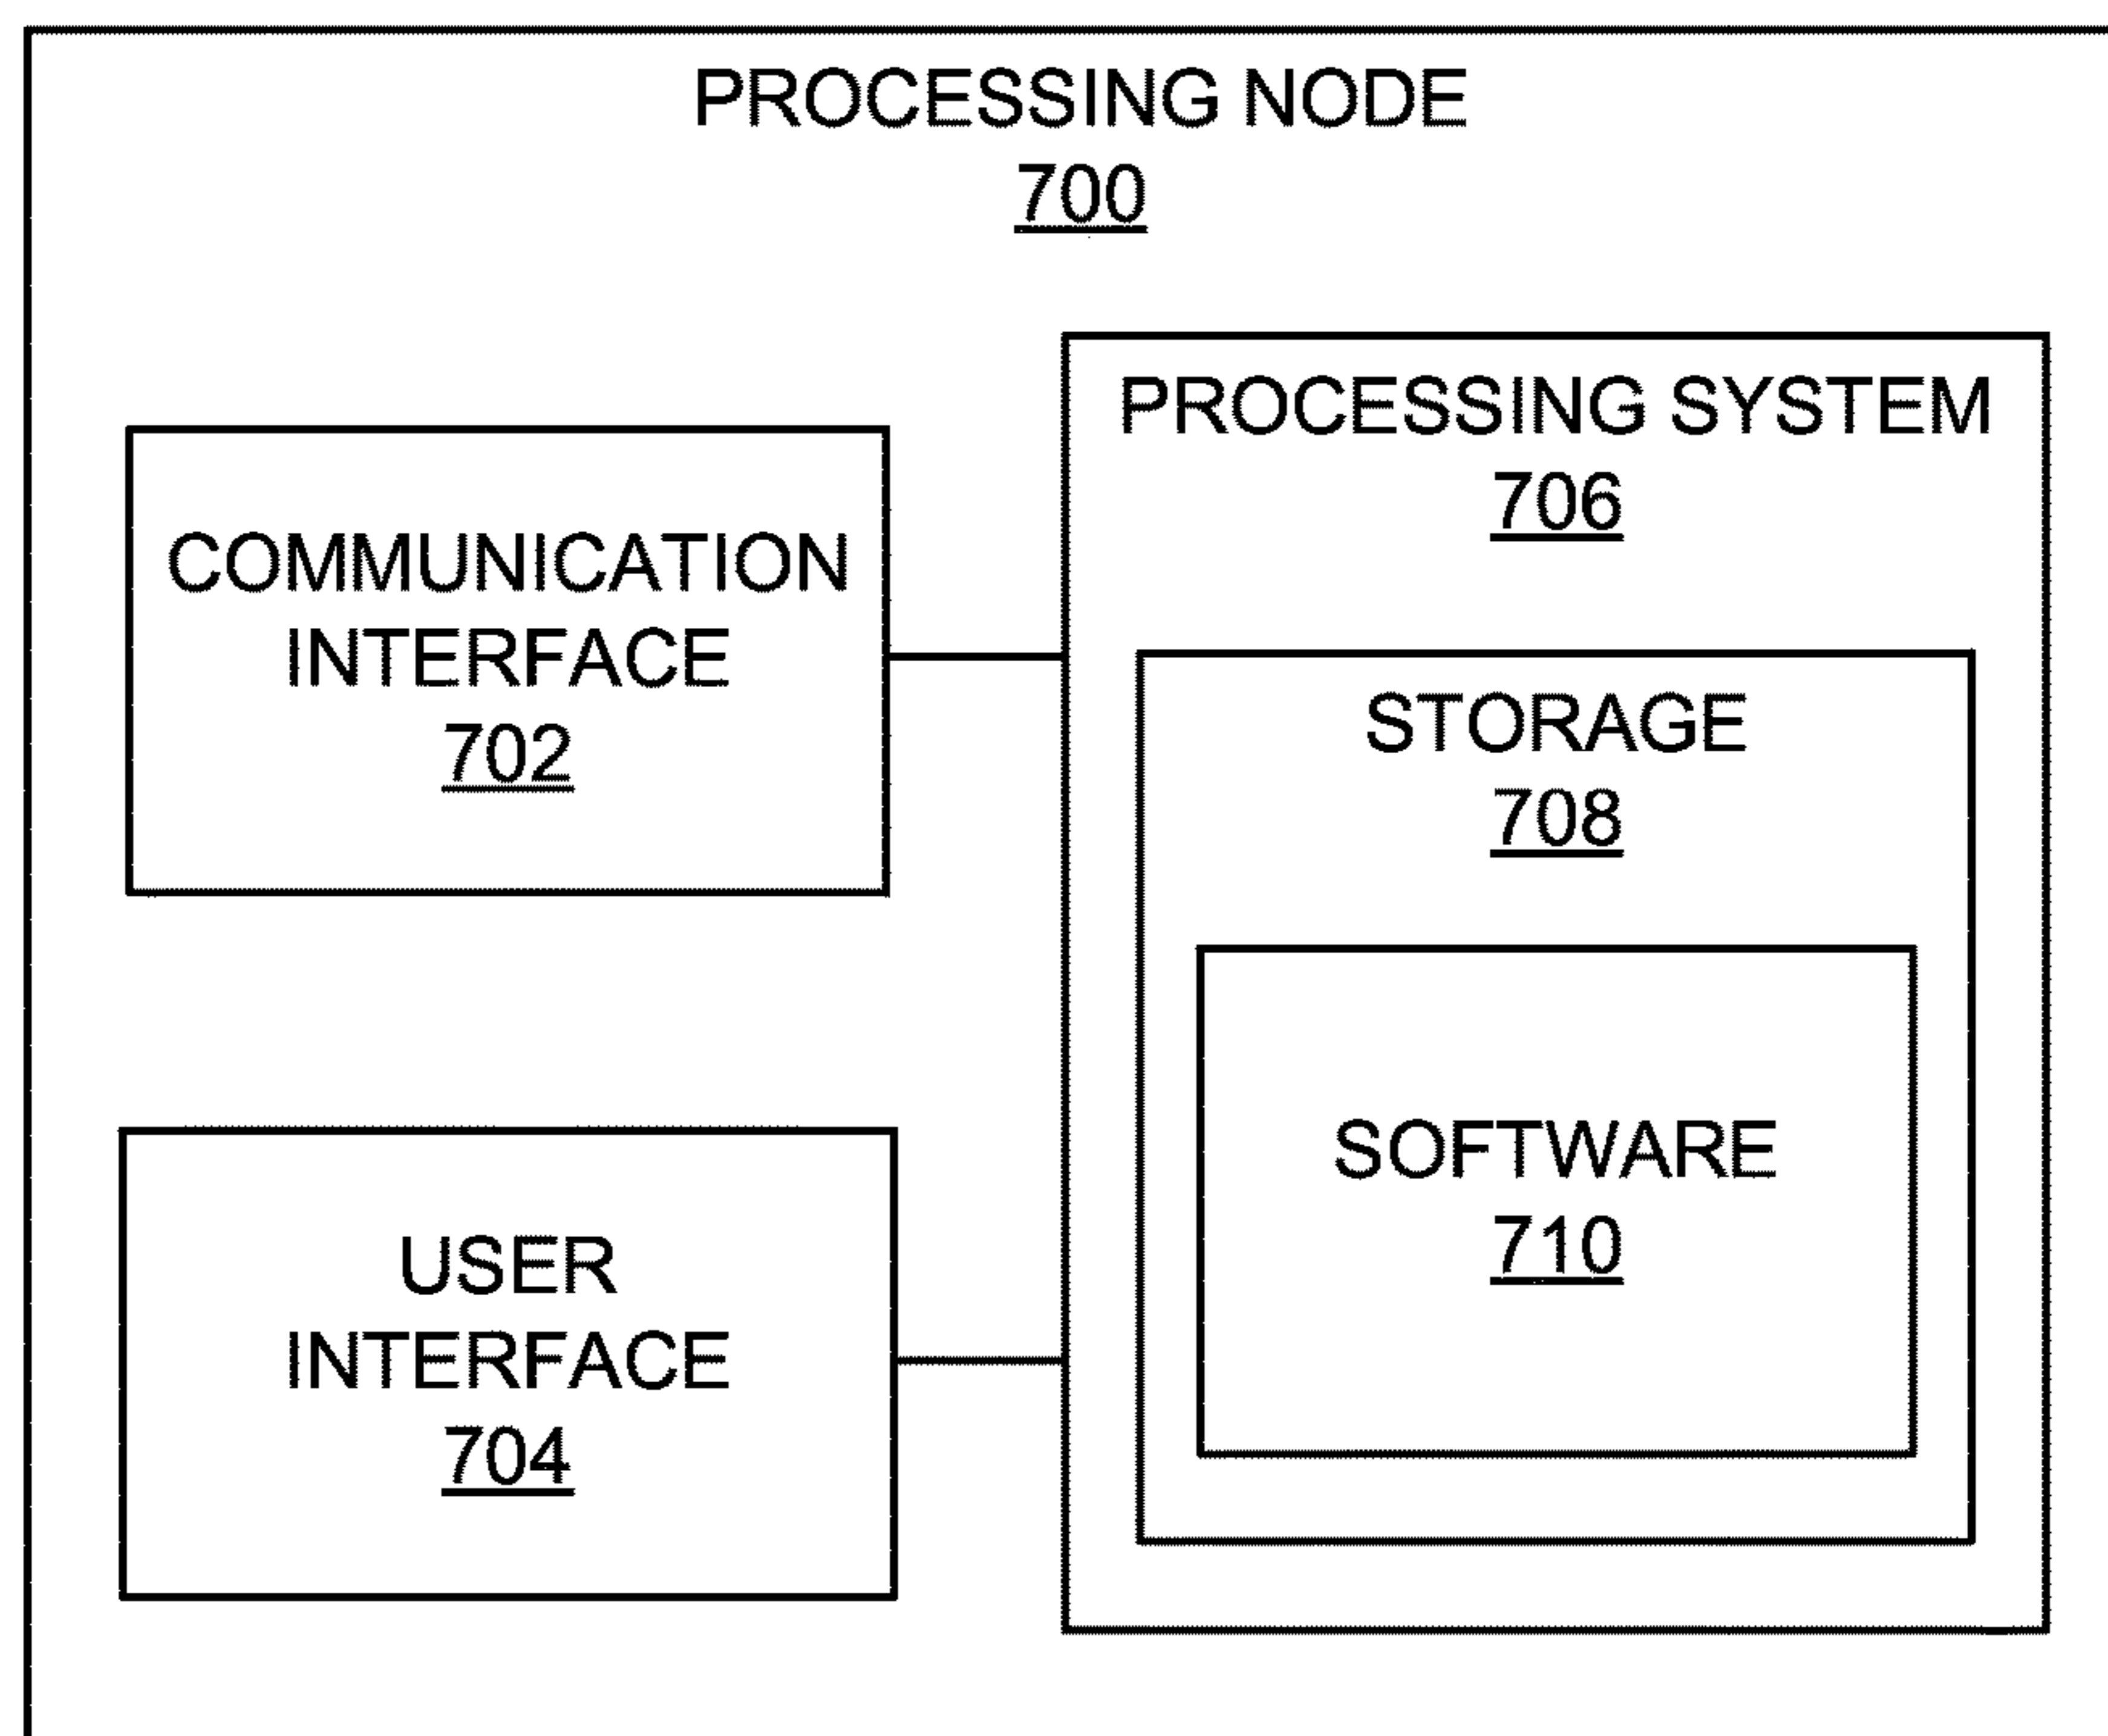 PROCESSING NODE
700
COMMUNICATION
INTERFACE
702
USER
INTERFACE
704
PROCESSING SYSTEM
706
STORAGE
708
SOFTWARE
710